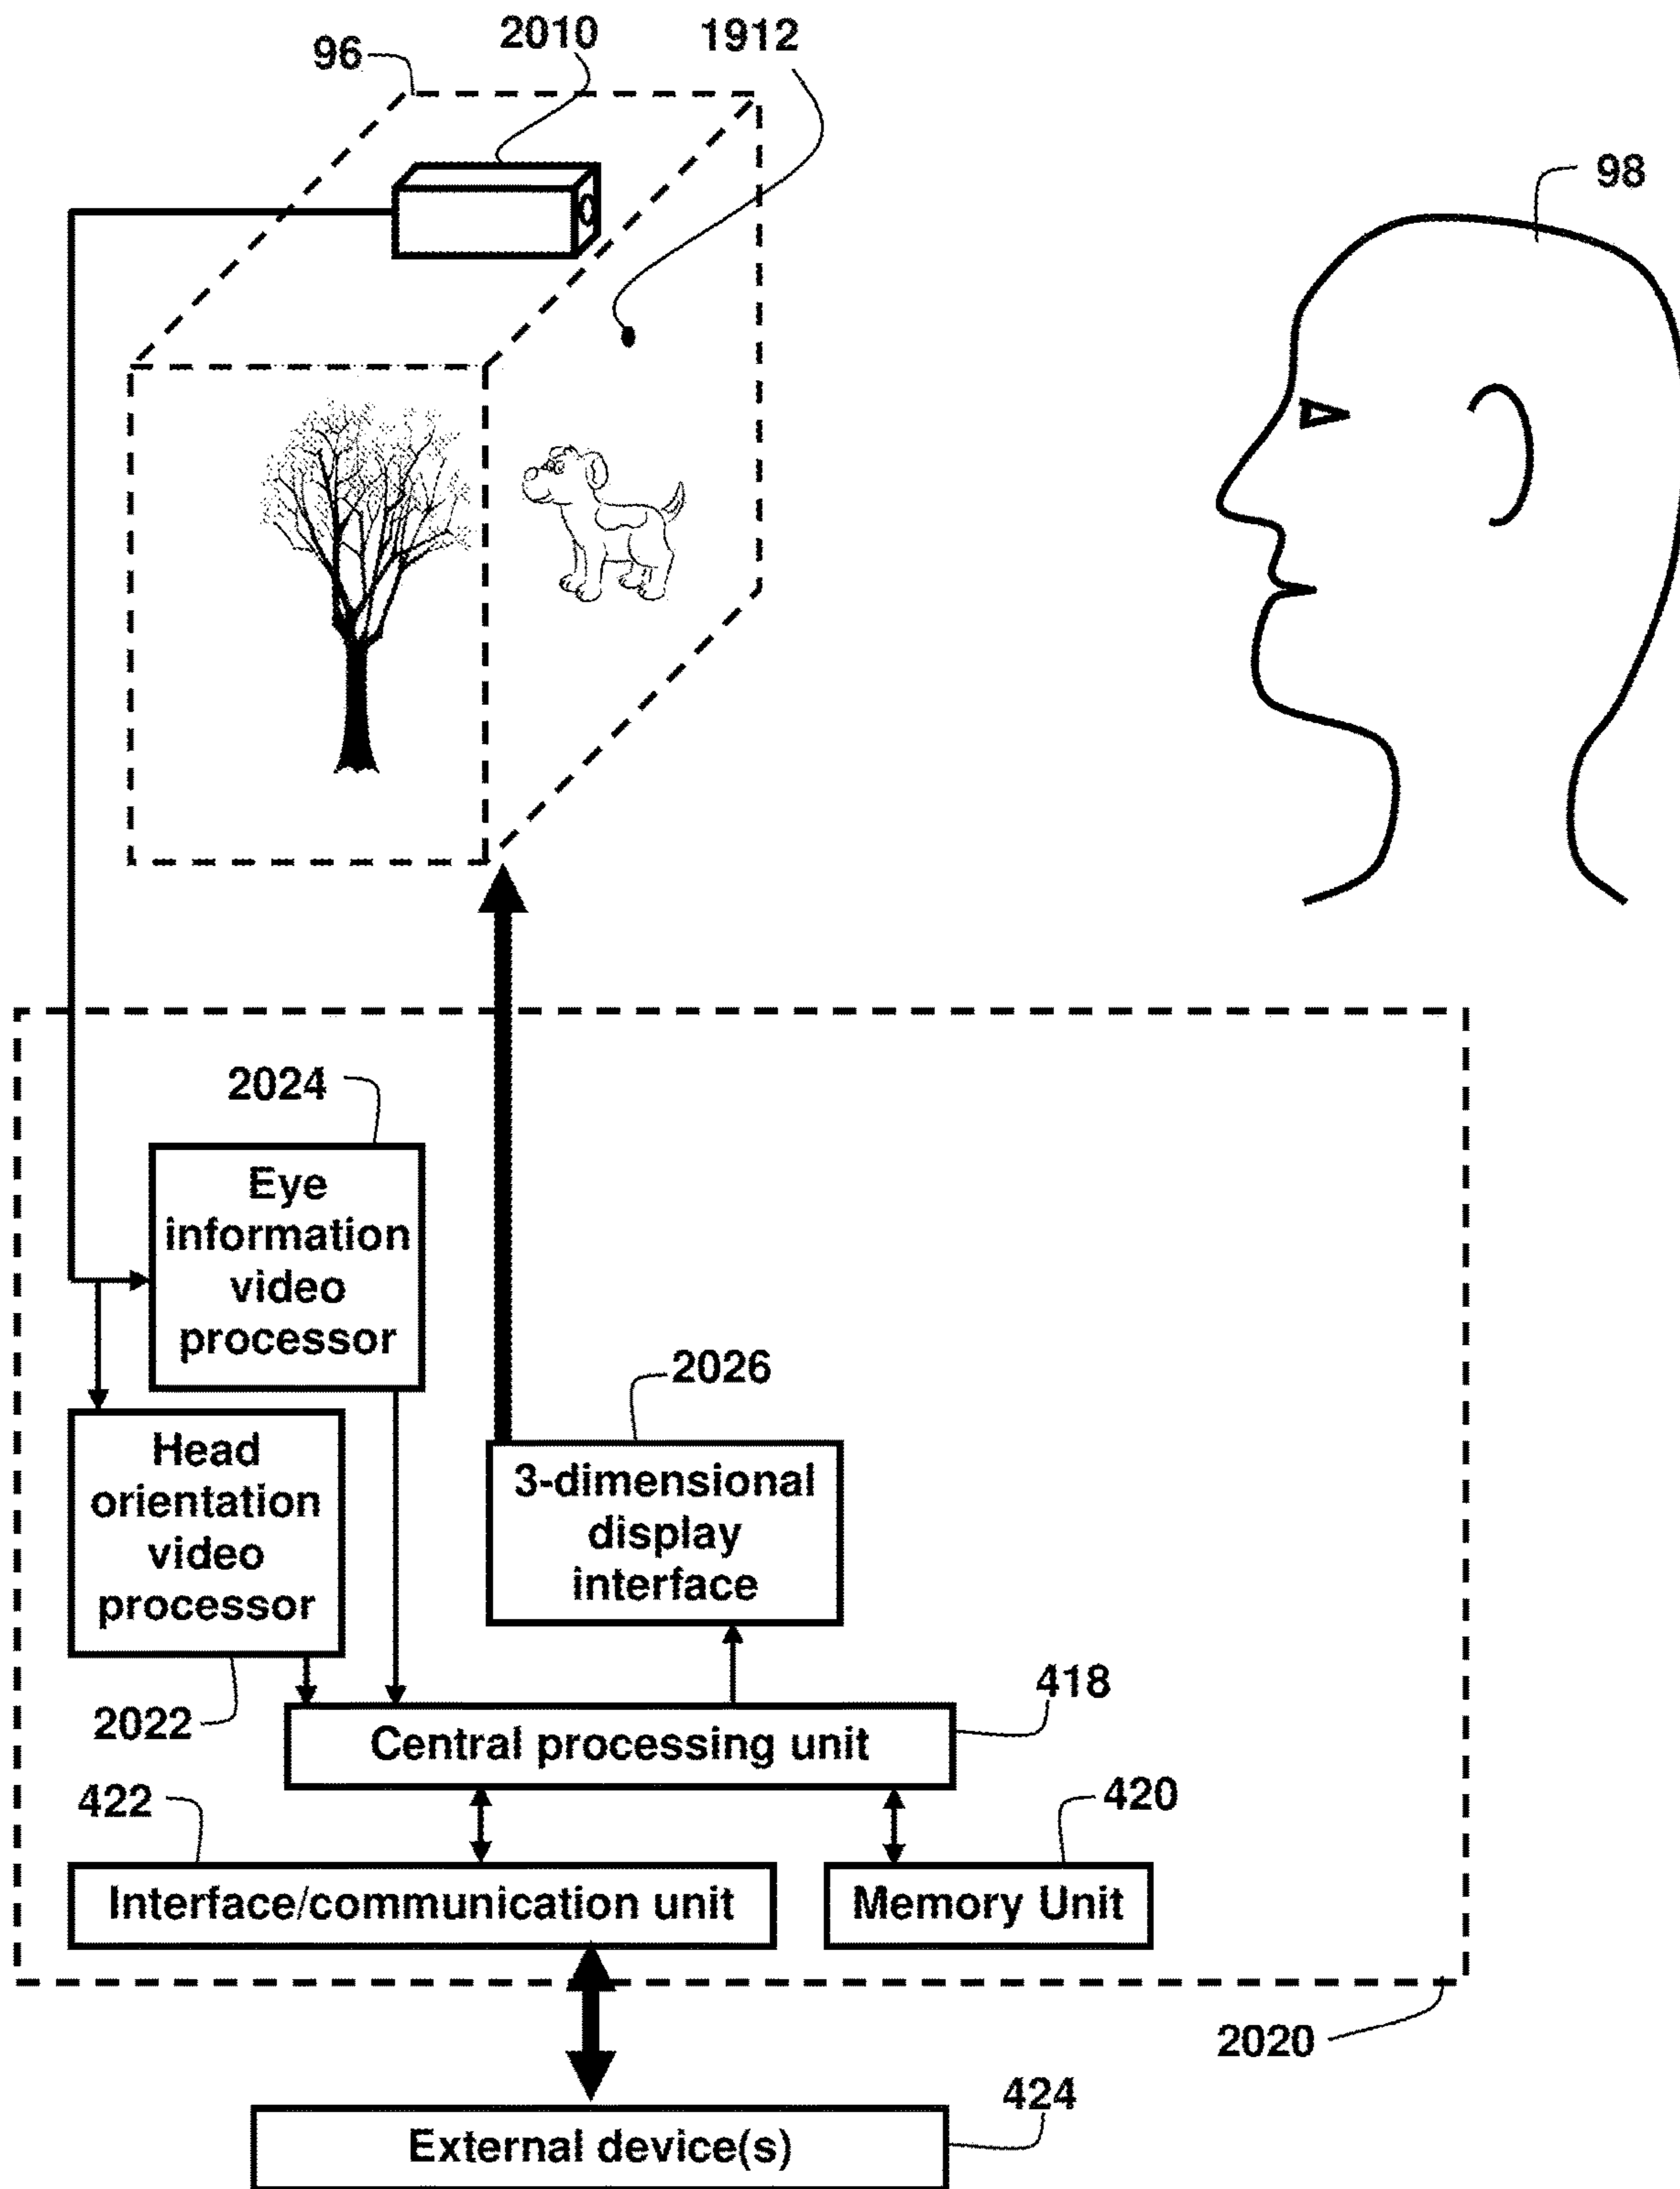 96
2010
1912
98
2024
Eye
information
video
processor
2026
Head
orientation
video
processor
3-dimensional
display
interface
2022
418
Central processing unit
422
420
Interface/communication unit
Memory Unit
2020
424
External device(s)